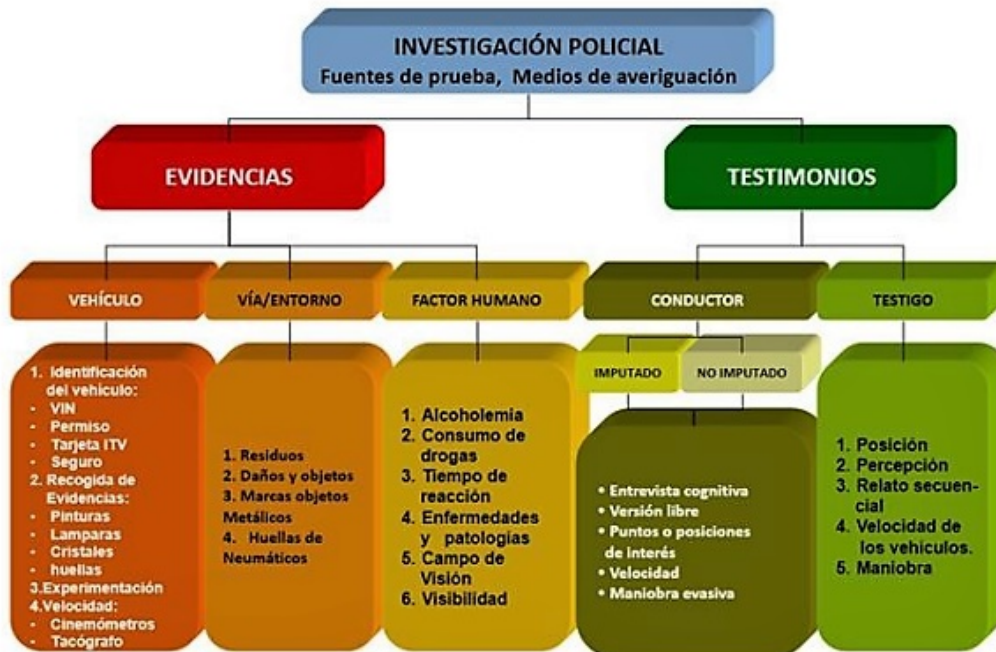 INVESTIGACIÓN POLICIAL
Fuentes de prueba, Medios de averiguación
EVIDENCIAS
TESTIMONIOS
VEHÍCULO
VÍA/ENTORNO
FACTOR HUMANO
CONDUCTOR
TESTIGO
1. Identificación
del vehículo:
- VIN
- Permiso
- Tarjeta ITV
- Seguro
2. Recogida de
Evidencias:
- Pinturas
- Lamparas
- Cristales
- huellas
3.Experimentación
4.Velocidad:
- Cinemómetros
- Tacógrafo
1. Residuos
2. Daños y objetos
3. Marcas objetos
Metálicos
4. Huellas de
Neumáticos
1. Alcoholemia
2. Consumo de
drogas
3. Tiempo de
reacción
4. Enfermedades
y patologías
5. Campo de
Visión
6. Visibilidad
IMPUTADO
NO IMPUTADO
• Entrevista cognitiva
• Versión libre
• Puntos o posiciones
de interés
• Velocidad
• Maniobra evasiva
1. Posición
2. Percepción
3. Relato secuen-
cial
4. Velocidad de
los vehículos.
5. Maniobra